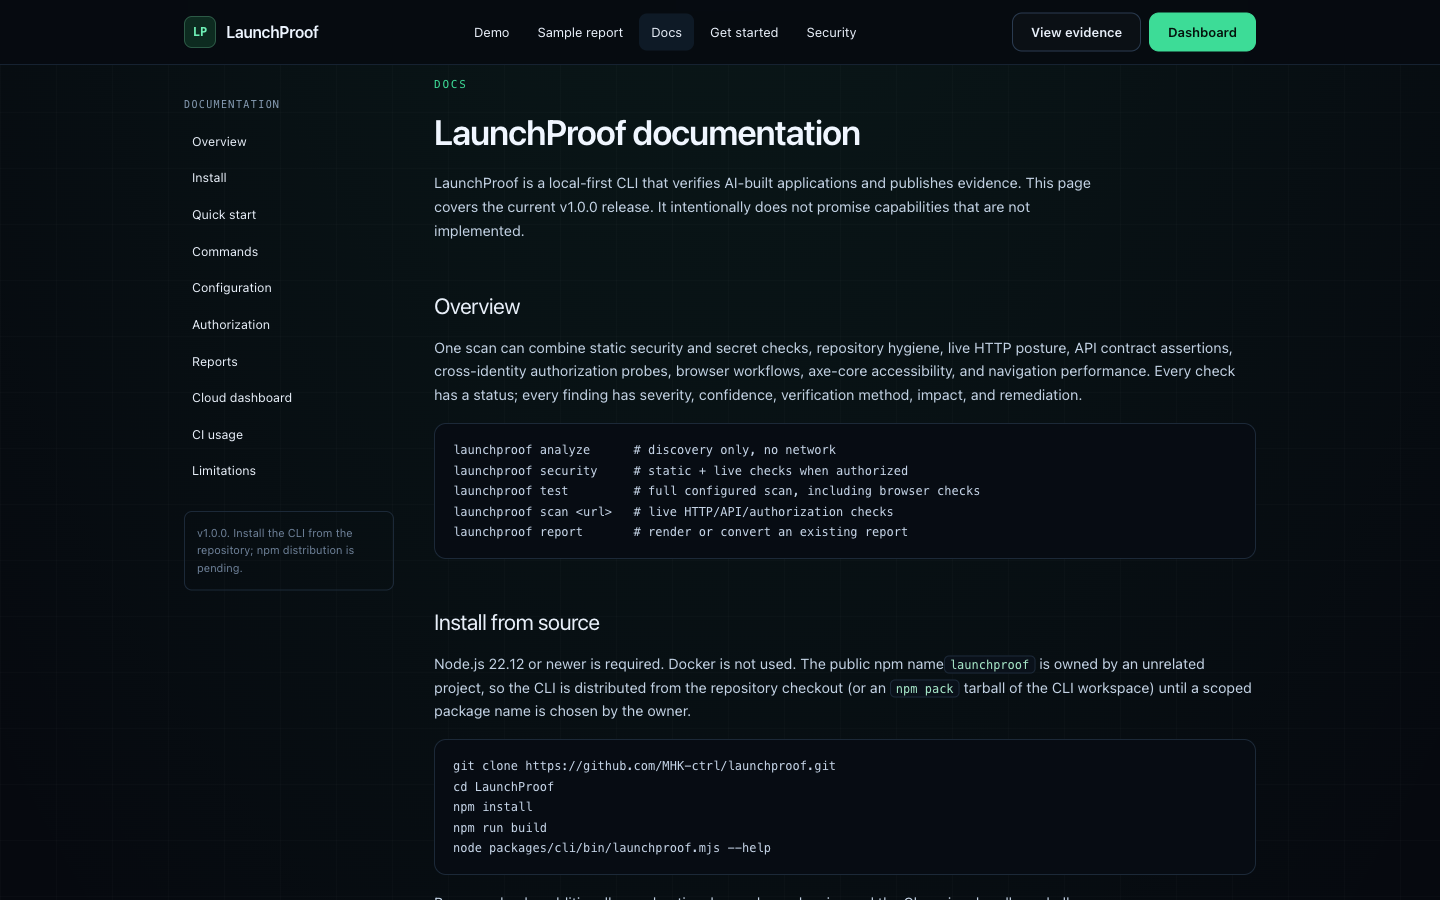 LP LaunchProof Demo Sample report Docs Get started Security View evidence Dashboard
DOCUMENTATION
Overview
Install
Quick start
Commands
Configuration
Authorization
Reports
Cloud dashboard
CI usage
Limitations
v1.0.0. Install the CLI from the
repository; npm distribution is
pending.
DOCS
LaunchProof documentation
LaunchProof is a local-first CLI that verifies AI-built applications and publishes evidence. This page
covers the current v1.0.0 release. It intentionally does not promise capabilities that are not
implemented.
Overview
One scan can combine static security and secret checks, repository hygiene, live HTTP posture, API contract assertions,
cross-identity authorization probes, browser workflows, axe-core accessibility, and navigation performance. Every check
has a status; every finding has severity, confidence, verification method, impact, and remediation.
launchproof analyze # discovery only, no network
launchproof security # static + live checks when authorized
launchproof test # full configured scan, including browser checks
launchproof scan <url> # live HTTP/API/authorization checks
launchproof report # render or convert an existing report
Install from source
Node.js 22.12 or newer is required. Docker is not used. The public npm name launchproof is owned by an unrelated
project, so the CLI is distributed from the repository checkout (or an npm pack tarball of the CLI workspace) until a scoped
package name is chosen by the owner.
git clone https://github.com/MHK-ctrl/launchproof.git
cd LaunchProof
npm install
npm run build
node packages/cli/bin/launchproof.mjs --help